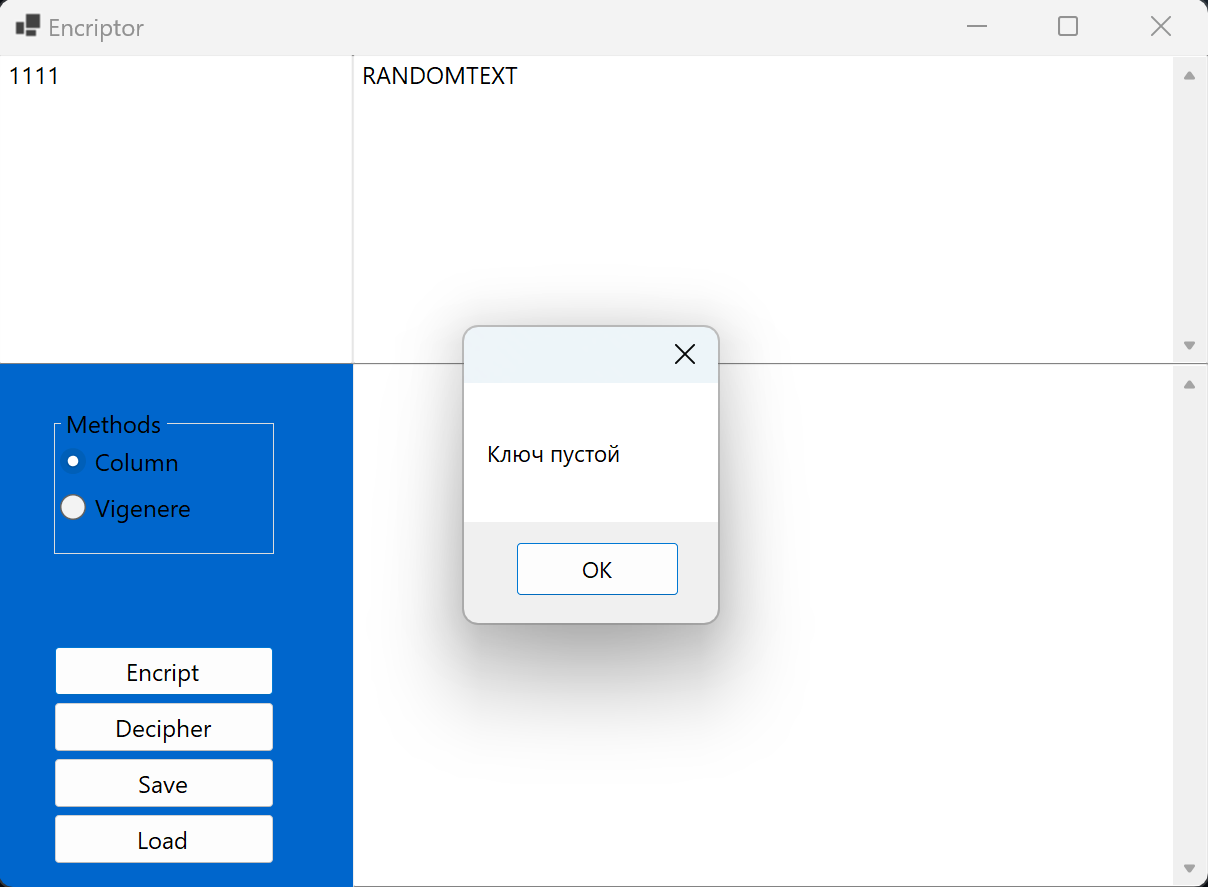 Encriptor
1111
RANDOMTEXT
Ключ пустой
OK
Methods
Column
Vigenere
Encript
Decipher
Save
Load